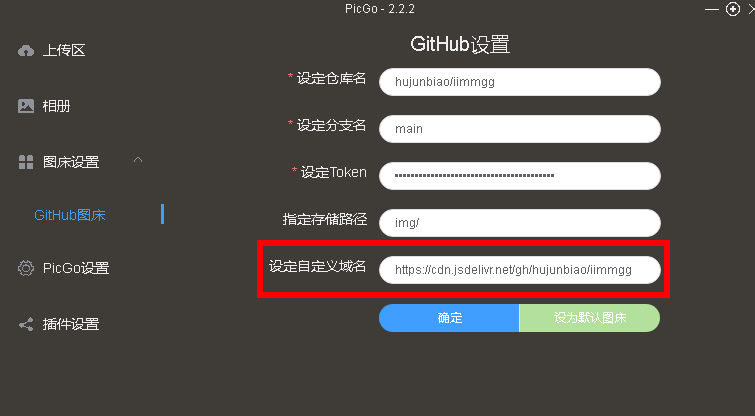 PicGo - 2.2.2
上传区
相册
图床设置
GitHub图床
PicGo设置
插件设置
GitHub设置
* 设定仓库名 hujunbiao/iimmgg
* 设定分支名 main
* 设定Token
指定存储路径 img/
设定自定义域名 https://cdn.jsdelivr.net/gh/hujunbiao/iimmgg
确定 设为默认图床